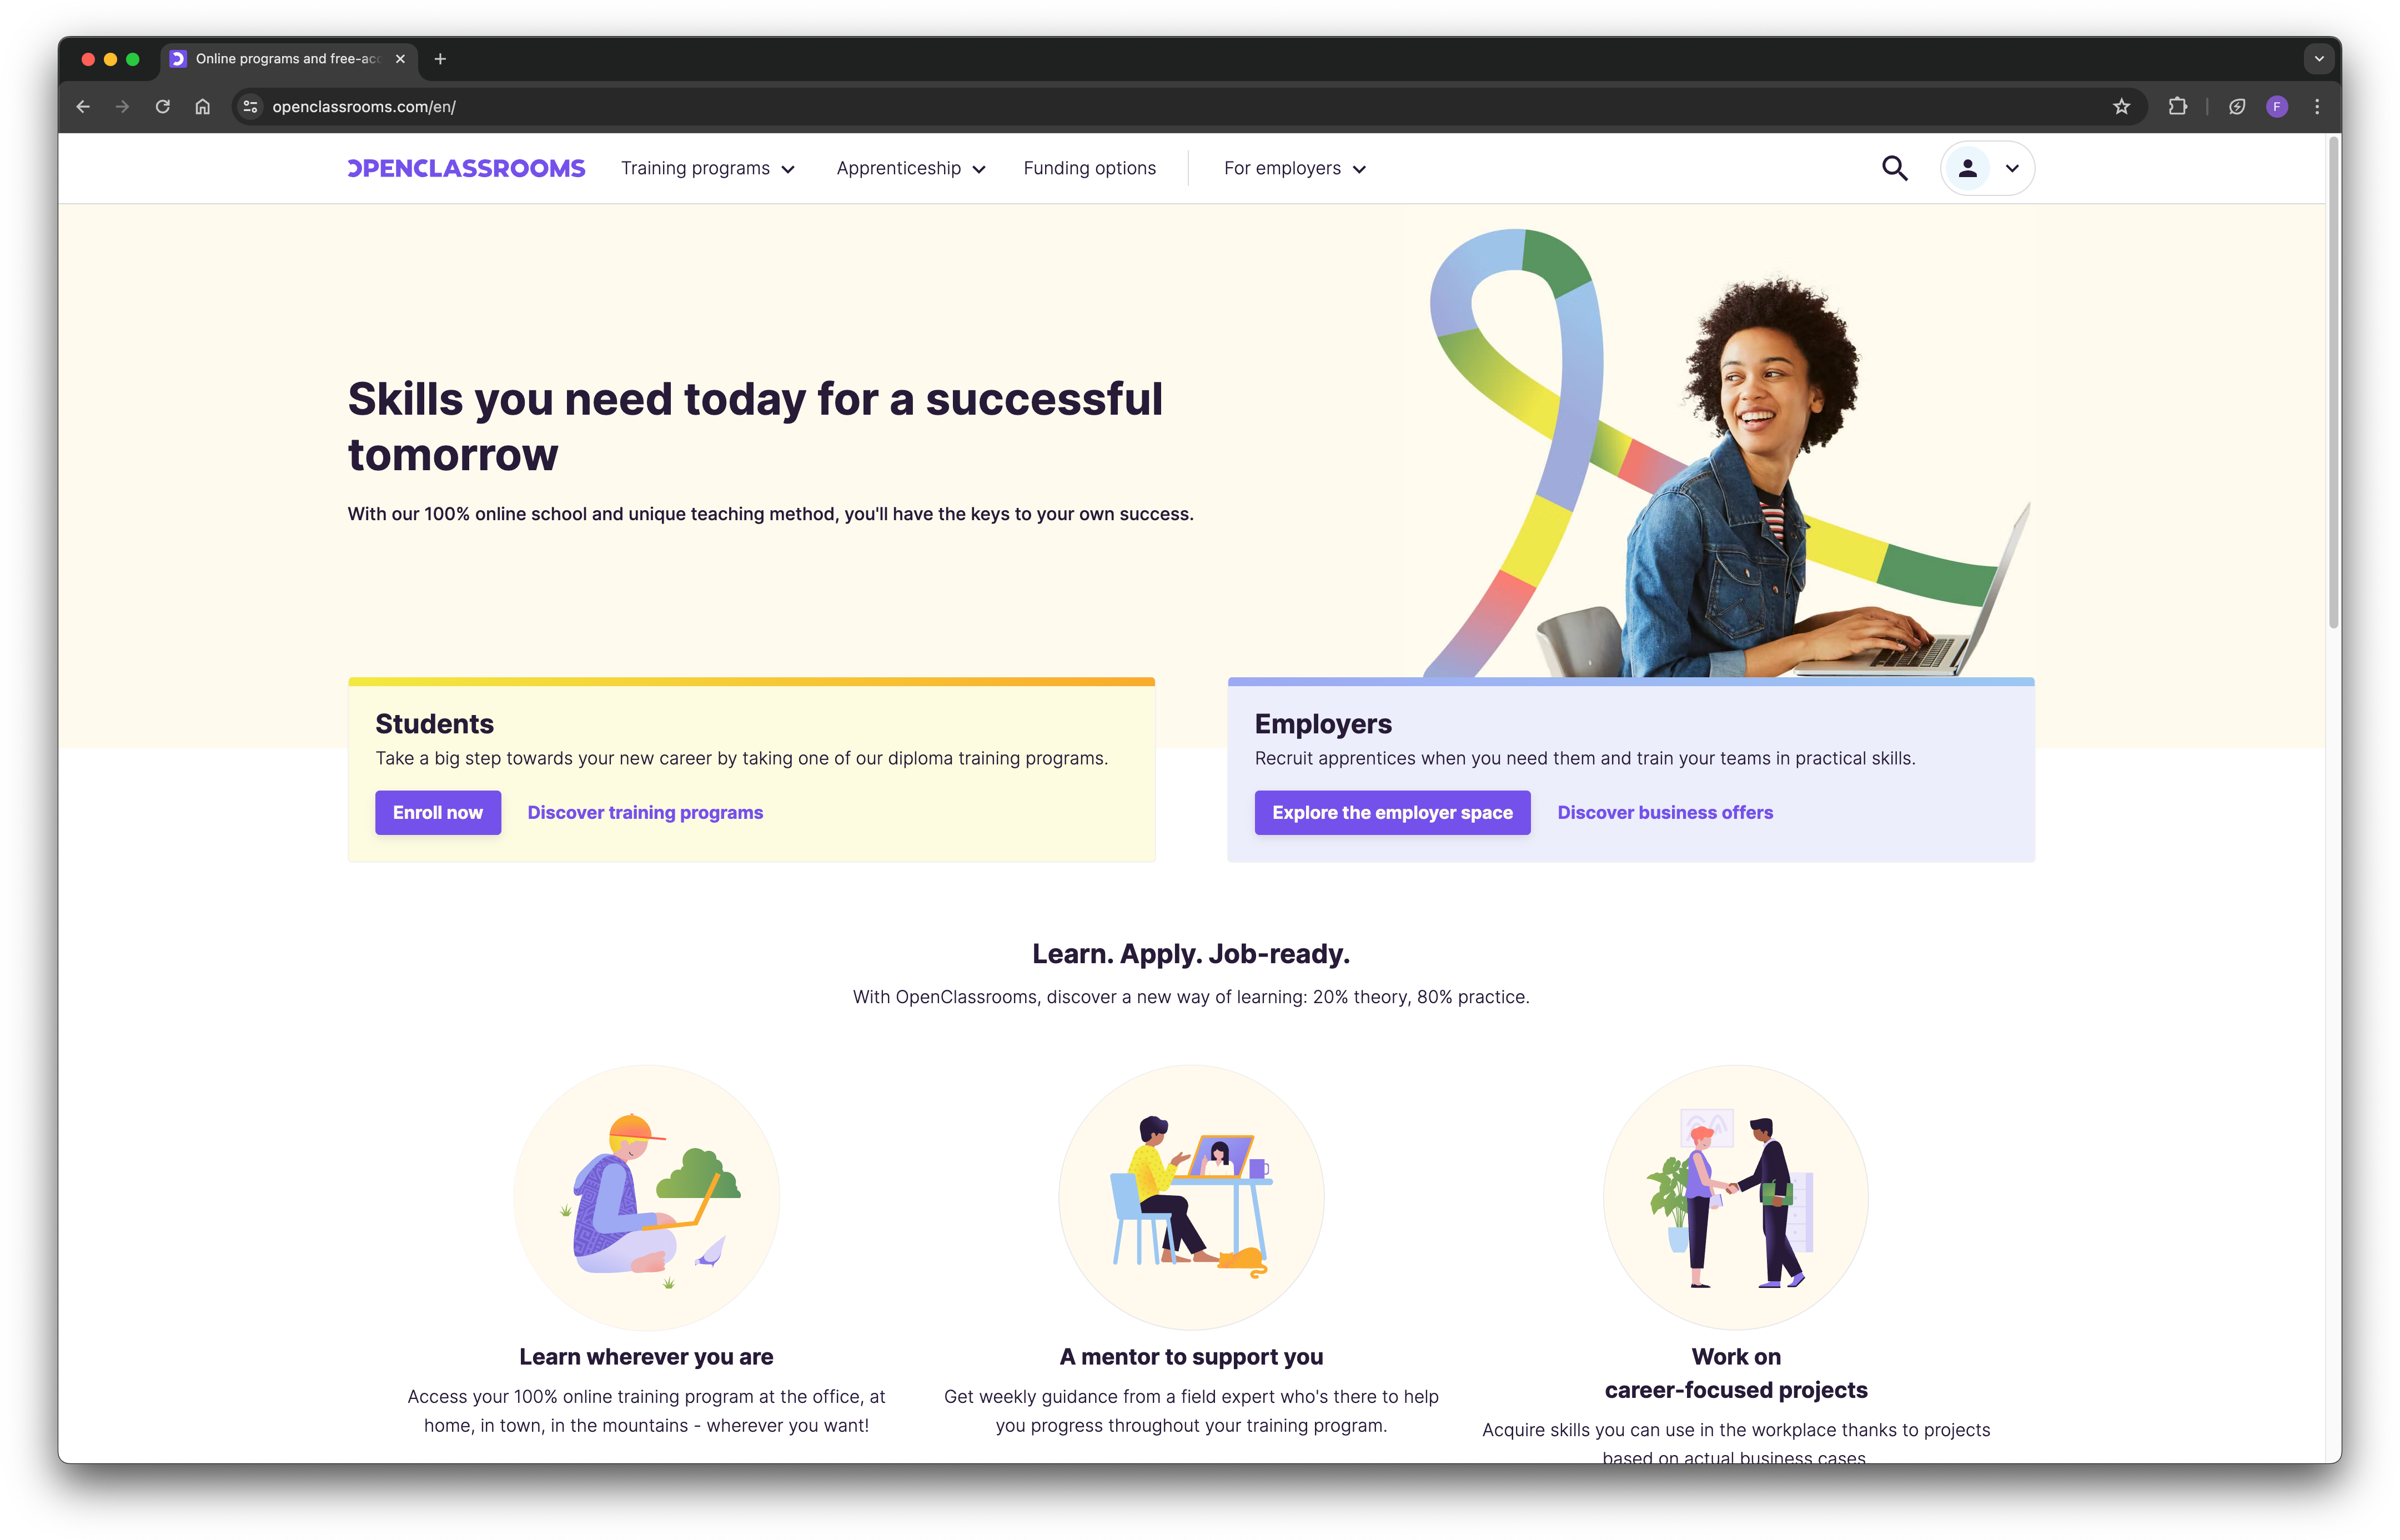 Online programs and free-acc
openclassrooms.com/en/
OPENCLASSROOMS
Training programs
Apprenticeship
Funding options
For employers
F
Skills you need today for a successful
tomorrow
With our 100% online school and unique teaching method, you'll have the keys to your own success.
Students
Take a big step towards your new career by taking one of our diploma training programs.
Enroll now
Discover training programs
Employers
Recruit apprentices when you need them and train your teams in practical skills.
Explore the employer space
Discover business offers
Learn. Apply. Job-ready.
With OpenClassrooms, discover a new way of learning: 20% theory, 80% practice.
Learn wherever you are
Access your 100% online training program at the office, at
home, in town, in the mountains - wherever you want!
A mentor to support you
Get weekly guidance from a field expert who's there to help
you progress throughout your training program.
Work on
career-focused projects
Acquire skills you can use in the workplace thanks to projects
based on actual business cases